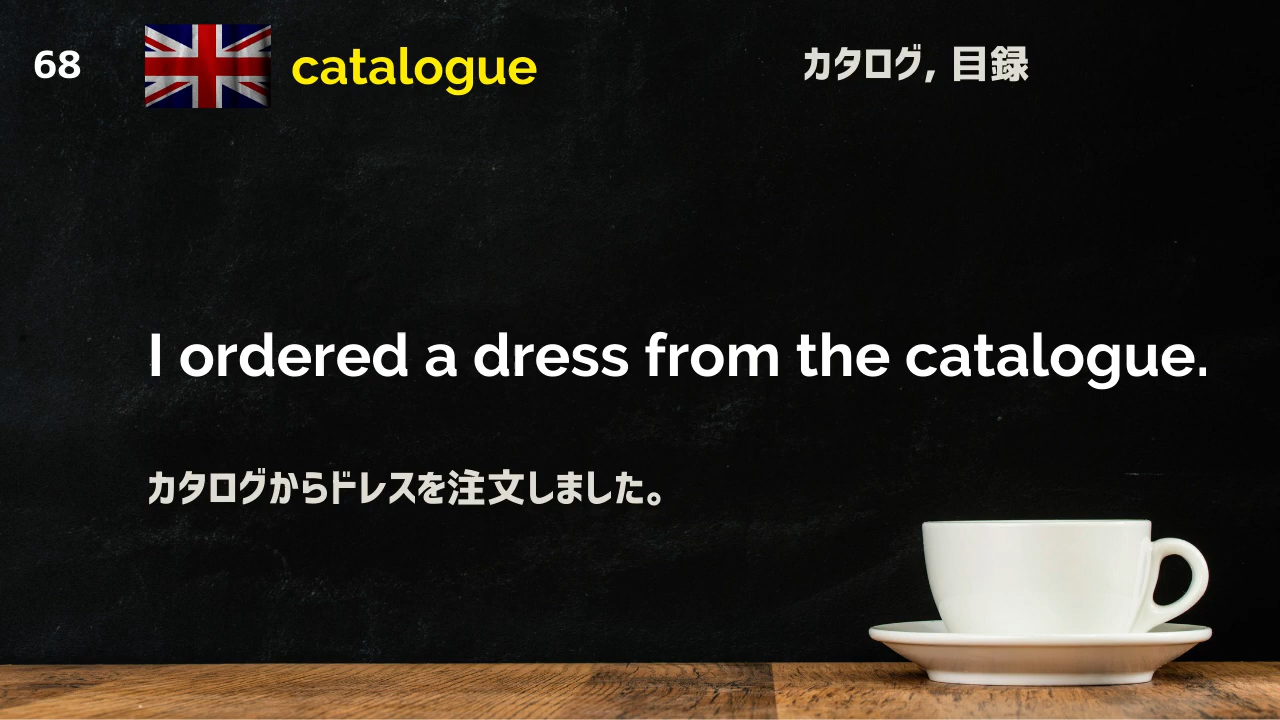 68 catalogue カタログ, 目録
I ordered a dress from the catalogue.
カタログからドレスを注文しました。